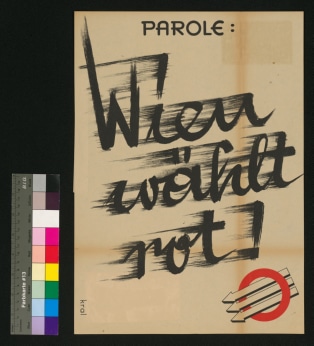 PAROLE:
Wien
wählt
rot!
krol